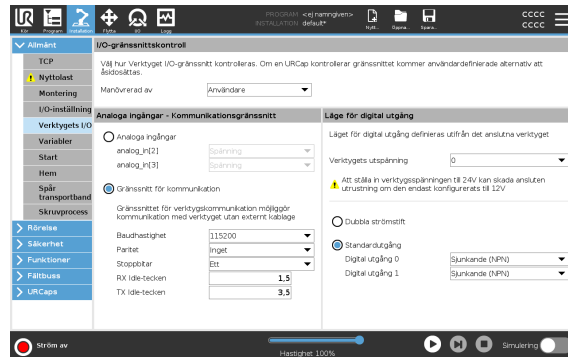 PROGRAM <ej namngiven>
INSTALLATION default*
CCCC
CCCC
Kör Program Installation Flytta I/O Logg Nytt... Öppna... Spara...
Allmänt
TCP
Nyttolast
Montering
I/O-inställning
Verktygets I/O
Variabler
Start
Hem
Spår
transportband
Skruvprocess
Rörelse
Säkerhet
Funktioner
Fältbuss
URCaps
I/O-gränssnittskontroll
Välj hur Verktyget I/O-gränssnitt kontrolleras. Om en URCap kontrollerar gränssnittet kommer användardefinierade alternativ att
åsidosättas.
Manövrerad av Användare
Analoga ingångar - Kommunikationsgränssnitt
Analoga ingångar
analog_in[2] Spänning
analog_in[3] Spänning
Gränssnitt för kommunikation
Gränssnittet för verktygskommunikation möjliggör
kommunikation med verktyget utan externt kablage
Baudhastighet 115200
Paritet Inget
Stoppbitar Ett
RX Idle-tecken 1,5
TX Idle-tecken 3,5
Läge för digital utgång
Läget för digital utgång definieras utifrån det anslutna verktyget
Verktygets utspänning 0
Att ställa in verktygsspänningen till 24V kan skada ansluten
utrustning om den endast konfigurerats till 12V
Dubbla strömstift
Standardutgång
Digital utgång 0 Sjunkande (NPN)
Digital utgång 1 Sjunkande (NPN)
Ström av
Hastighet 100%
Simulering